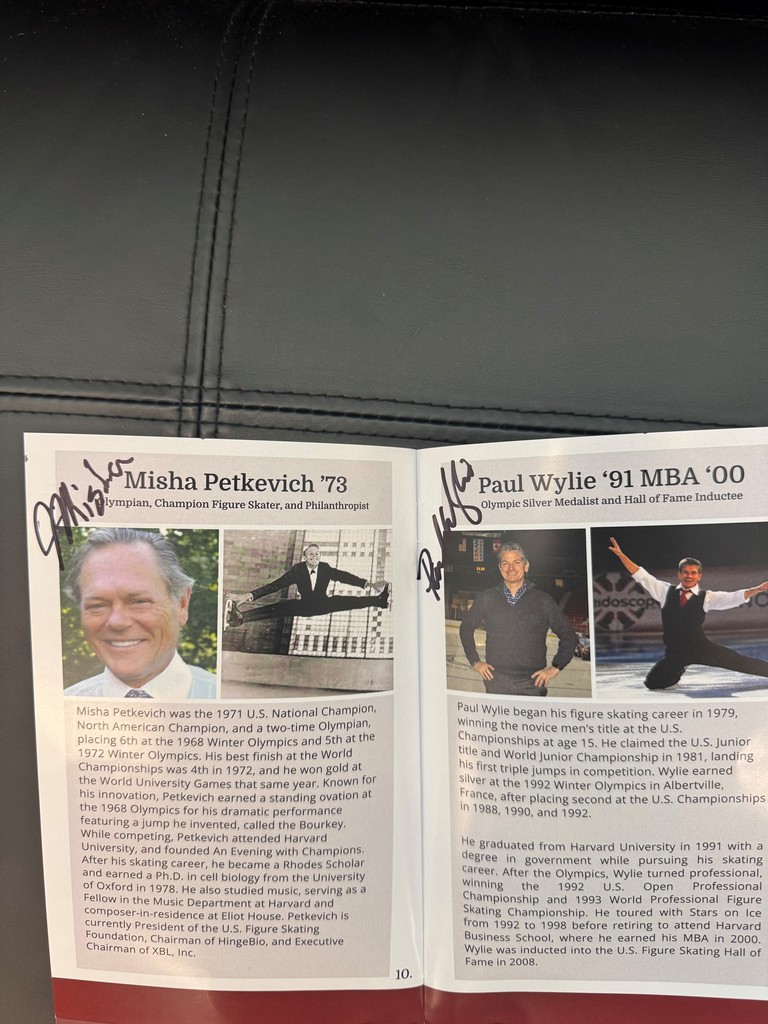 JMisha
Misha Petkevich ’73
Olympian, Champion Figure Skater, and Philanthropist
Misha Petkevich was the 1971 U.S. National Champion,
North American Champion, and a two-time Olympian,
placing 6th at the 1968 Winter Olympics and 5th at the
1972 Winter Olympics. His best finish at the World
Championships was 4th in 1972, and he won gold at
the World University Games that same year. Known for
his innovation, Petkevich earned a standing ovation at
the 1968 Olympics for his dramatic performance
featuring a jump he invented, called the Bourkey.
While competing, Petkevich attended Harvard
University, and founded An Evening with Champions.
After his skating career, he became a Rhodes Scholar
and earned a Ph.D. in cell biology from the University
of Oxford in 1978. He also studied music, serving as a
Fellow in the Music Department at Harvard and
composer-in-residence at Eliot House. Petkevich is
currently President of the U.S. Figure Skating
Foundation, Chairman of HingeBio, and Executive
Chairman of XBL, Inc.
10.
Paul Wylie
Paul Wylie ‘91 MBA ‘00
Olympic Silver Medalist and Hall of Fame Inductee
eidoscop
Paul Wylie began his figure skating career in 1979,
winning the novice men's title at the U.S.
Championships at age 15. He claimed the U.S. Junior
title and World Junior Championship in 1981, landing
his first triple jumps in competition. Wylie earned
silver at the 1992 Winter Olympics in Albertville,
France, after placing second at the U.S. Championships
in 1988, 1990, and 1992.
He graduated from Harvard University in 1991 with a
degree in government while pursuing his skating
career. After the Olympics, Wylie turned professional,
winning the 1992 U.S. Open Professional
Championship and 1993 World Professional Figure
Skating Championship. He toured with Stars on Ice
from 1992 to 1998 before retiring to attend Harvard
Business School, where he earned his MBA in 2000.
Wylie was inducted into the U.S. Figure Skating Hall of
Fame in 2008.